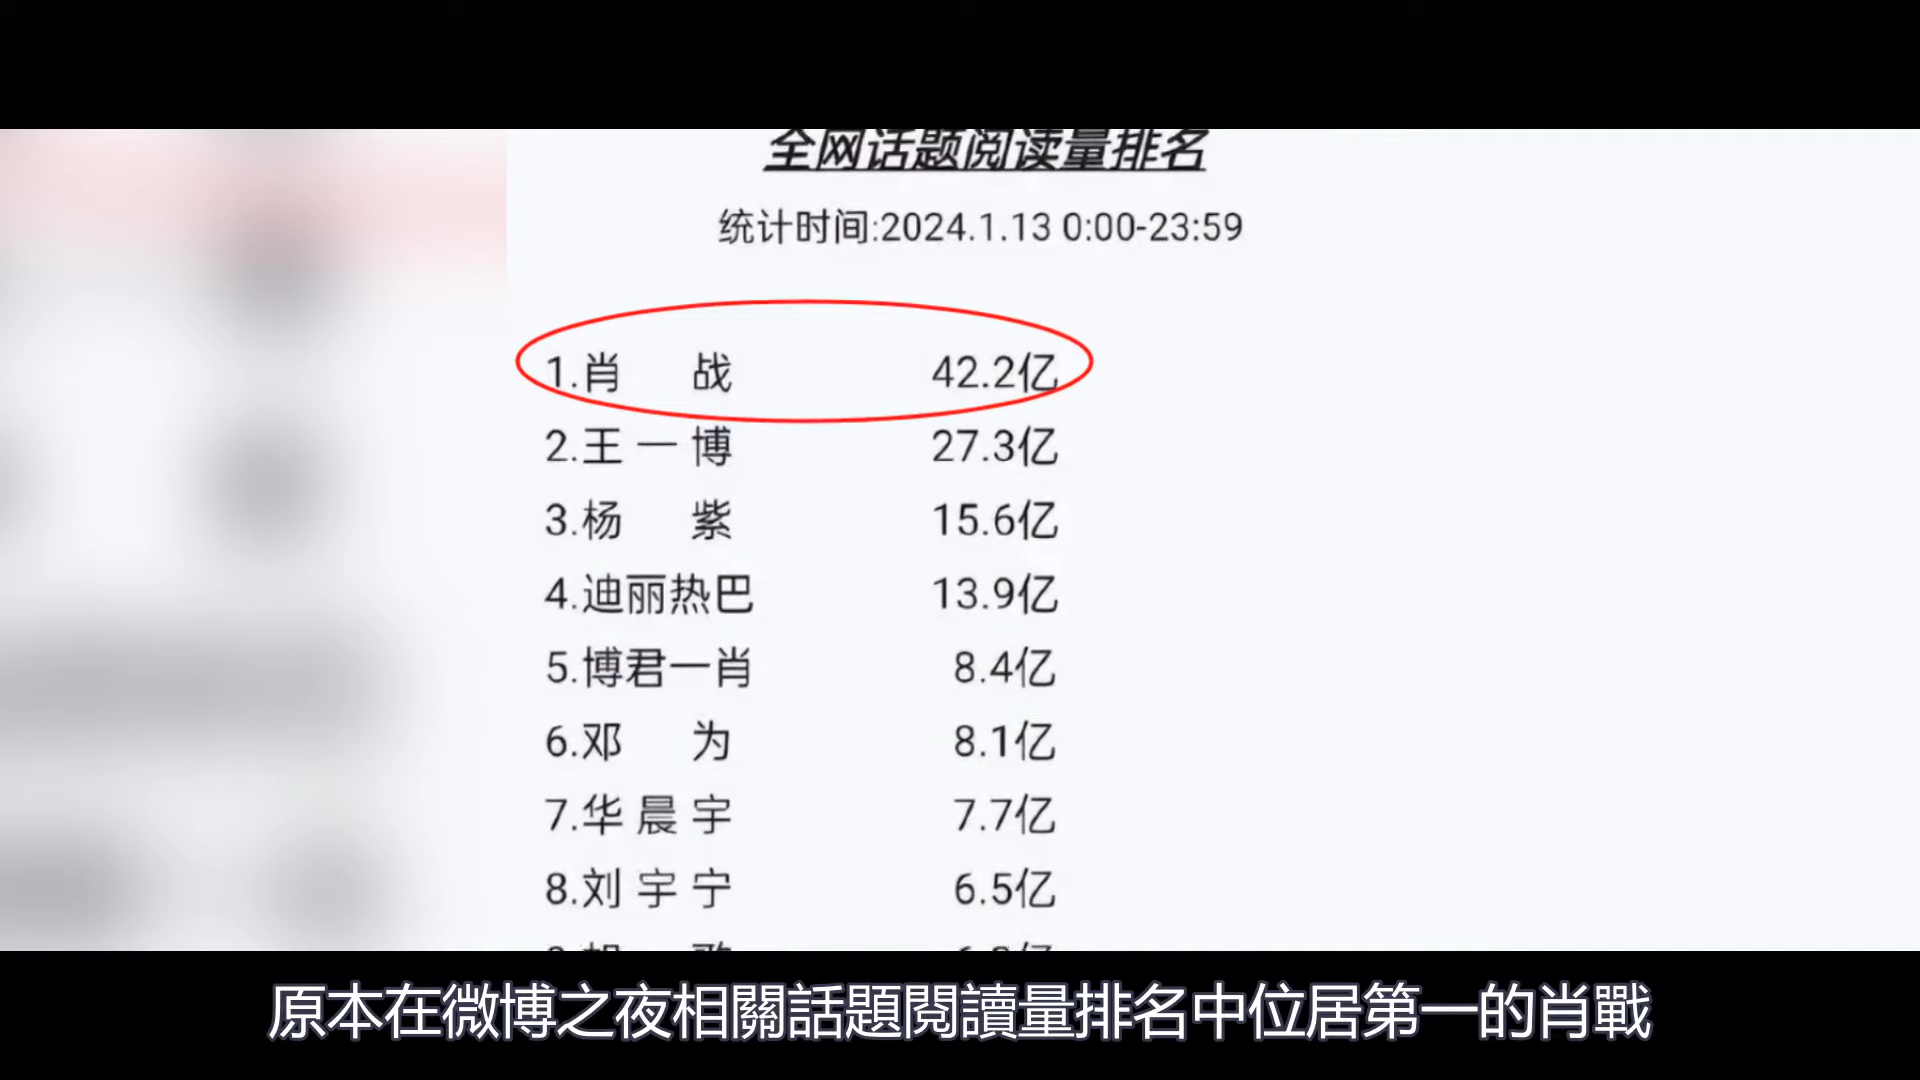 全网话题阅读量排名
统计时间:2024.1.13 0:00-23:59
1.肖 战 42.2亿
2.王一博 27.3亿
3.杨 紫 15.6亿
4.迪丽热巴 13.9亿
5.博君一肖 8.4亿
6.邓 为 8.1亿
7.华晨宇 7.7亿
8.刘宇宁 6.5亿
原本在微博之夜相關話題閱讀量排名中位居第一的肖戰